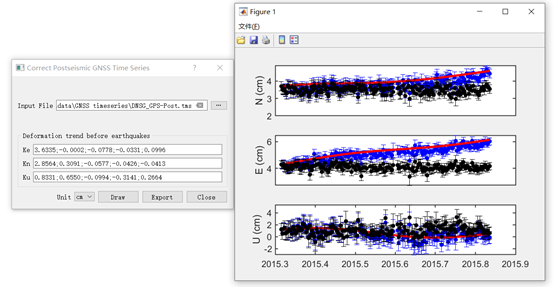 Correct Postseismic GNSS Time Series
Input File data\GNSS timeseries\DNSG_GPS-Post.tmx ...
Deformation trend before earthquakes
Ke 3.6335;-0.0002;-0.0778;-0.0331;0.0996
Kn 2.8564;0.3091;-0.0577;-0.0426;-0.0413
Ku 0.8331;0.6550;-0.0994;-0.3141;0.2664
Unit cm Draw Export Close
Figure 1
文件(F)
N (cm)
4
3
2
E (cm)
6
4
U (cm)
4
2
0
-2
2015.3 2015.4 2015.5 2015.6 2015.7 2015.8 2015.9